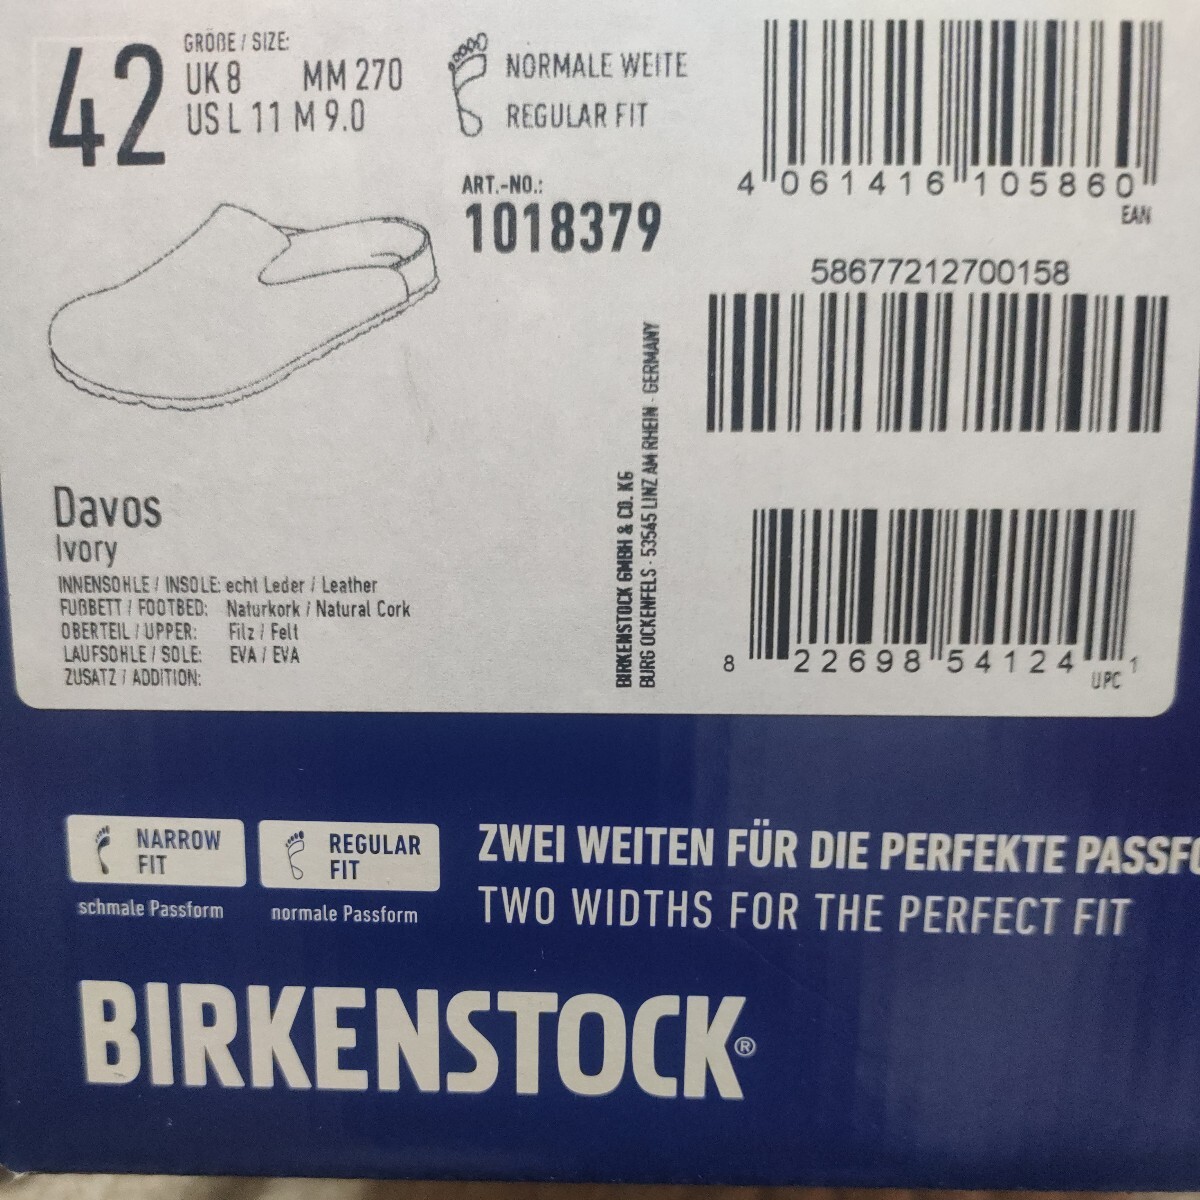 42
GRÖßE / SIZE:
UK 8 MM 270
US L 11 M 9.0
NORMALE WEITE
REGULAR FIT
ART.-NO.:
1018379
4 061416 105860
EAN
58677212700158
Davos
Ivory
INNENSOHLE / INSOLE: echt Leder / Leather
FUßBETT / FOOTBED: Naturkork / Natural Cork
OBERTEIL / UPPER: Filz / Felt
LAUFSOHLE / SOLE: EVA / EVA
ZUSATZ / ADDITION:
BIRKENSTOCK GMBH & CO. KG
BURG OCKENFELS - 53545 LINZ AM RHEIN - GERMANY
8 22698 54124 1
UPC
NARROW
FIT
schmale Passform
REGULAR
FIT
normale Passform
ZWEI WEITEN FÜR DIE PERFEKTE PASSFO
TWO WIDTHS FOR THE PERFECT FIT
BIRKENSTOCK®